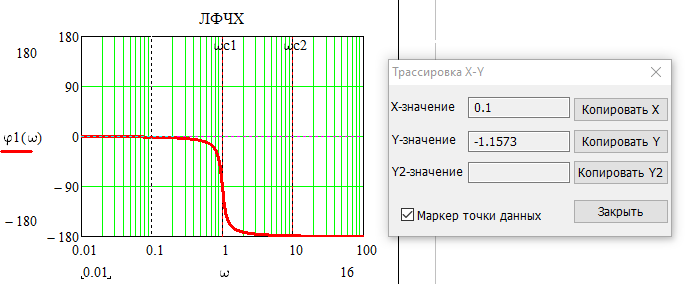 ЛФЧХ
180
φ1(ω)
−180
180
90
0
−90
−180
ωc1
ωc2
0.01
0.1
1
10
100
0.01
ω
16
Трассировка X-Y
X-значение
0.1
Копировать X
Y-значение
-1.1573
Копировать Y
Y2-значение
Копировать Y2
Маркер точки данных
Закрыть